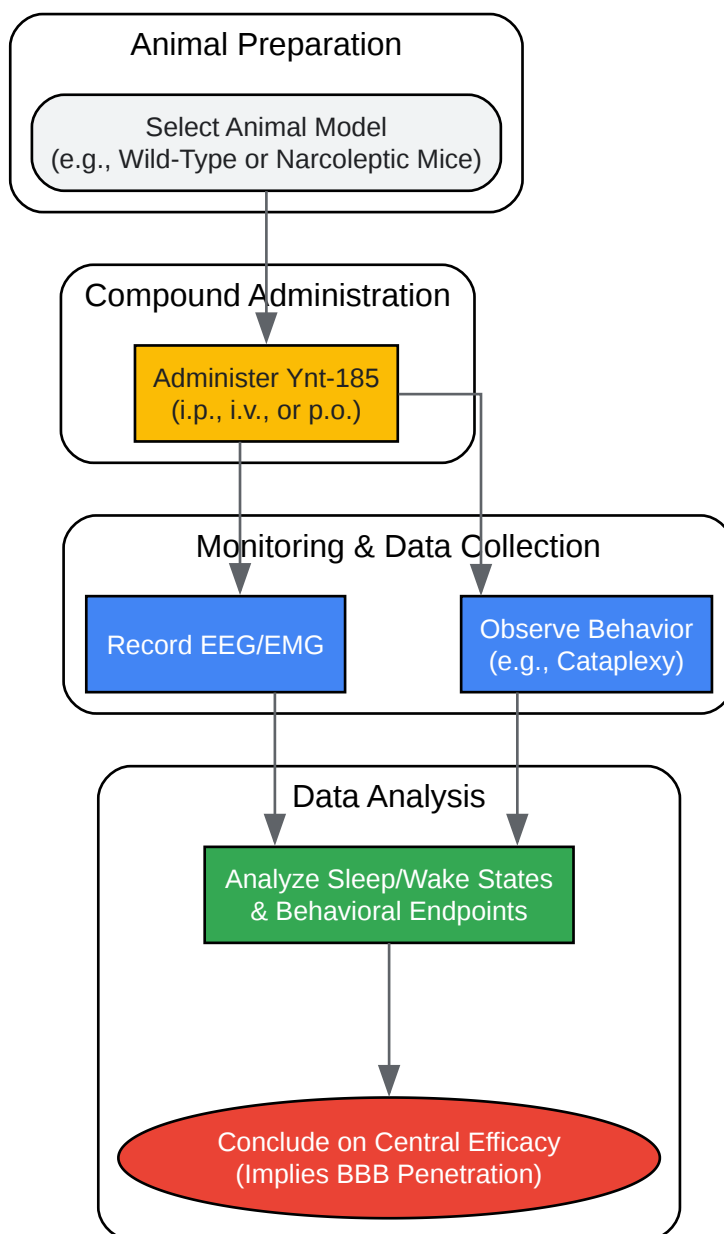 Animal Preparation
Select Animal Model
(e.g., Wild-Type or Narcoleptic Mice)
Compound Administration
Administer Ynt-185
(i.p., i.v., or p.o.)
Monitoring & Data Collection
Record EEG/EMG
Observe Behavior
(e.g., Cataplexy)
Data Analysis
Analyze Sleep/Wake States
& Behavioral Endpoints
Conclude on Central Efficacy
(Implies BBB Penetration)